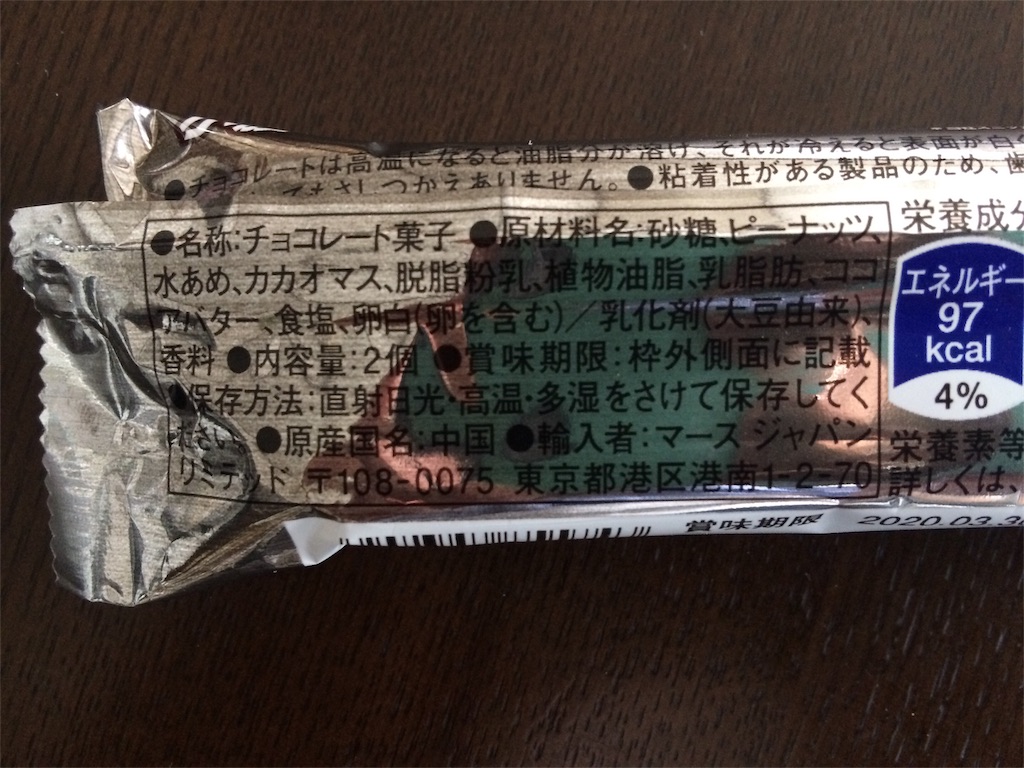 チョコレートは高温になると油脂分が溶け、それが冷えると表面が白
てもさしつかえありません。●粘着性がある製品のため、歯
●名称:チョコレート菓子 ●原材料名:砂糖、ピーナッツ、
水あめ、カカオマス、脱脂粉乳、植物油脂、乳脂肪、ココ
アバター、食塩、卵白(卵を含む)／乳化剤(大豆由来)、
香料 ●内容量:2個 ●賞味期限:枠外側面に記載
●保存方法:直射日光・高温・多湿をさけて保存してく
ださい ●原産国名:中国 ●輸入者:マース ジャパン
リミテッド 〒108-0075 東京都港区港南1-2-70
栄養成分
エネルギー
97
kcal
4%
栄養素等
詳しくは、
賞味期限 2020.03.3